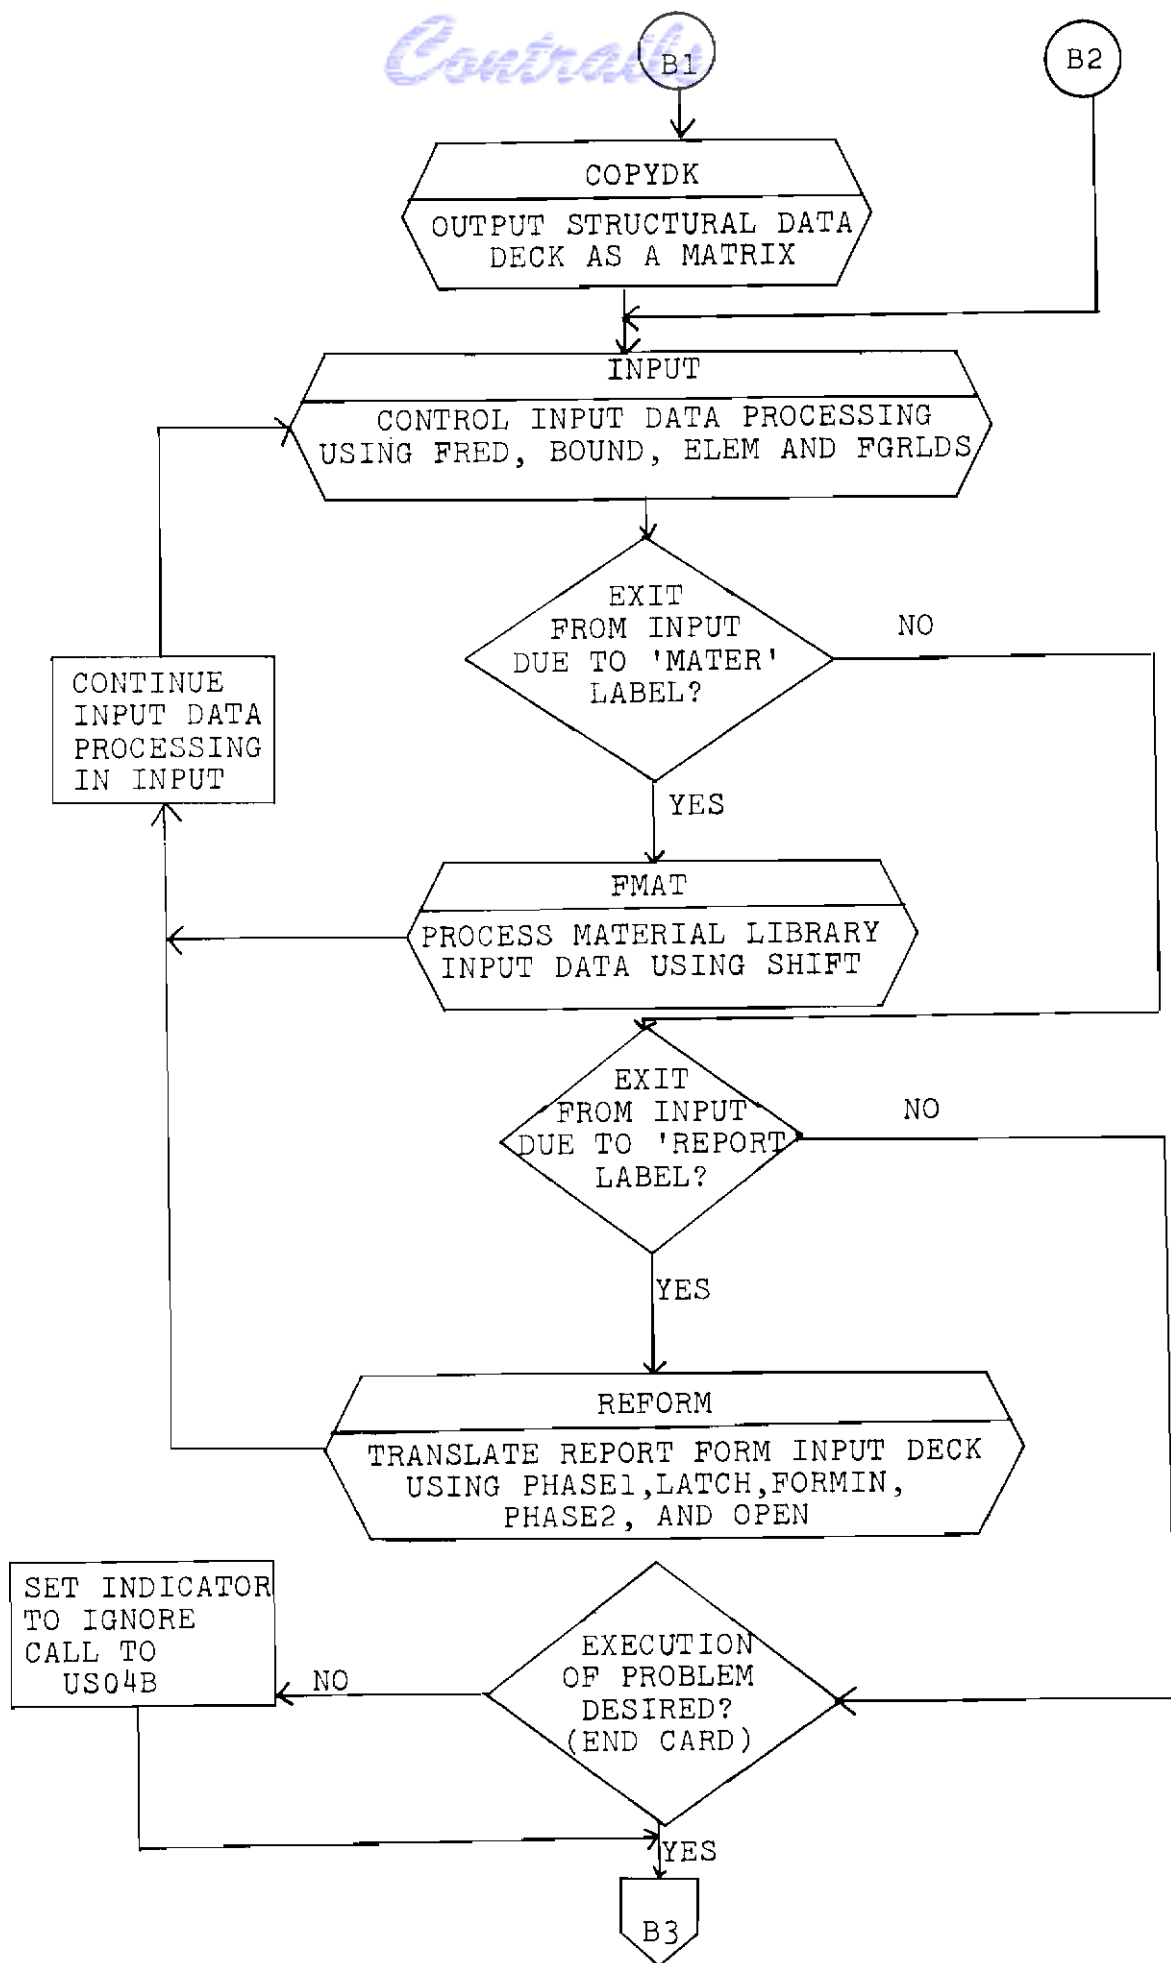 Contrails
B1
B2
COPYDK
OUTPUT STRUCTURAL DATA
DECK AS A MATRIX
INPUT
CONTROL INPUT DATA PROCESSING
USING FRED, BOUND, ELEM AND FGRLDS
EXIT
FROM INPUT
DUE TO 'MATER'
LABEL?
NO
CONTINUE
INPUT DATA
PROCESSING
IN INPUT
YES
FMAT
PROCESS MATERIAL LIBRARY
INPUT DATA USING SHIFT
EXIT
FROM INPUT
DUE TO 'REPORT
LABEL?
NO
YES
REFORM
TRANSLATE REPORT FORM INPUT DECK
USING PHASE1,LATCH,FORMIN,
PHASE2, AND OPEN
SET INDICATOR
TO IGNORE
CALL TO
US04B
NO
EXECUTION
OF PROBLEM
DESIRED?
(END CARD)
YES
B3